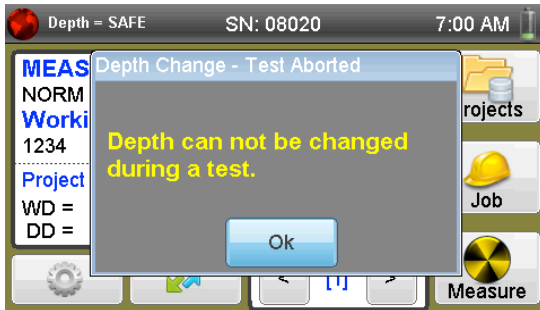 Depth = SAFE SN: 08020 7:00 AM
Depth Change - Test Aborted
MEAS
NORM
Worki
1234
Project
WD =
DD =
Depth can not be changed
during a test.
Ok
rojects
Job
< [1] >
Measure